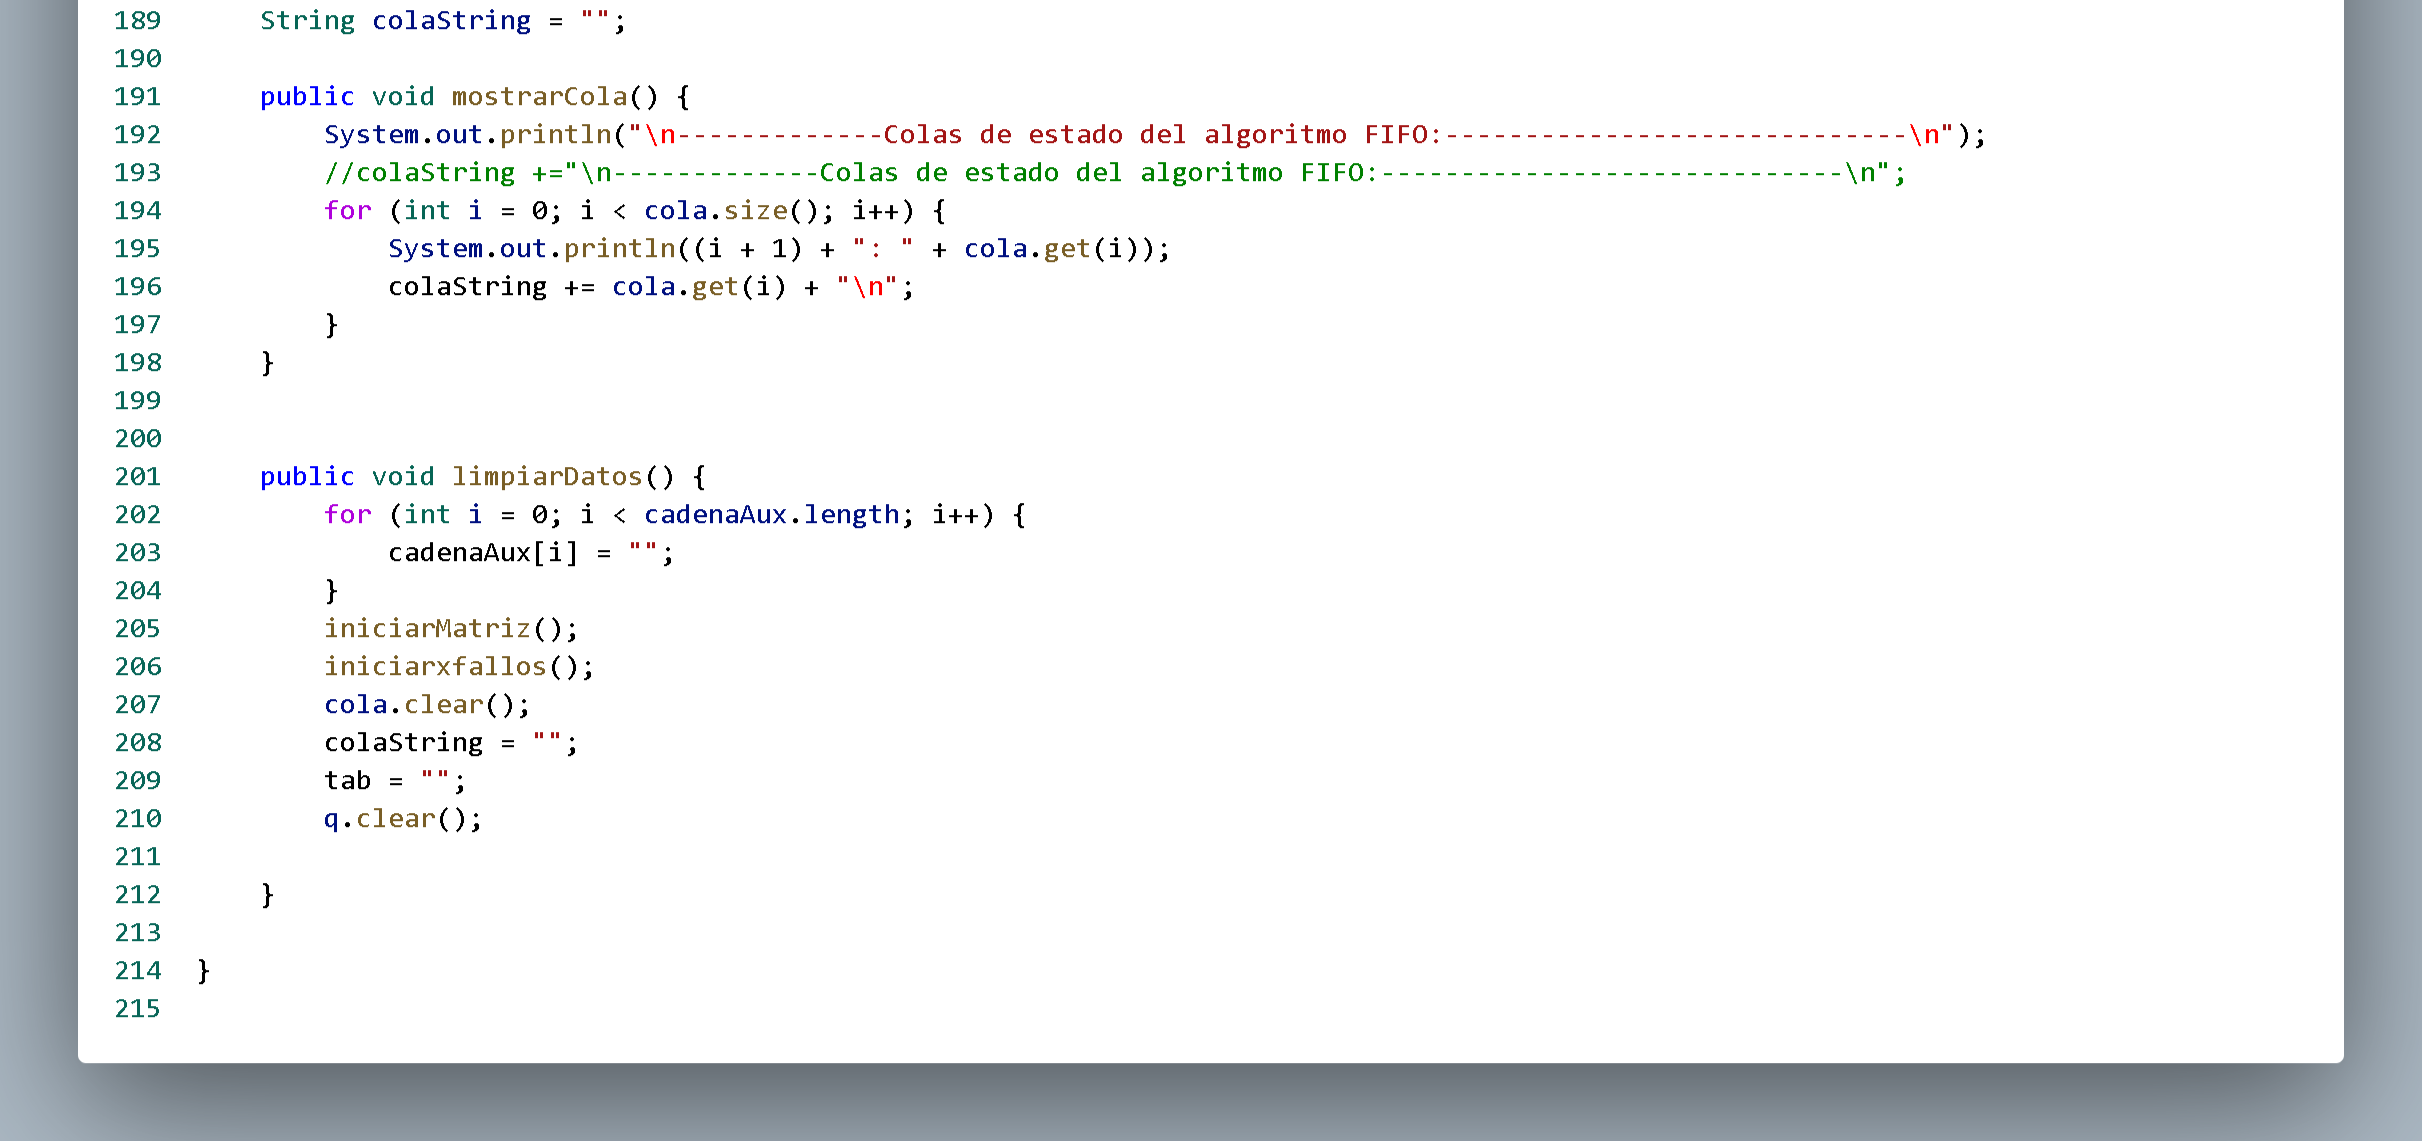 189 String colaString = "";
190
191 public void mostrarCola() {
192 System.out.println("\n-------------Colas de estado del algoritmo FIFO:-----------------------------\n");
193 //colaString +="\n-------------Colas de estado del algoritmo FIFO:-----------------------------\n";
194 for (int i = 0; i < cola.size(); i++) {
195 System.out.println((i + 1) + ": " + cola.get(i));
196 colaString += cola.get(i) + "\n";
197 }
198 }
199
200
201 public void limpiarDatos() {
202 for (int i = 0; i < cadenaAux.length; i++) {
203 cadenaAux[i] = "";
204 }
205 iniciarMatriz();
206 iniciarxfallos();
207 cola.clear();
208 colaString = "";
209 tab = "";
210 q.clear();
211
212 }
213
214 }
215